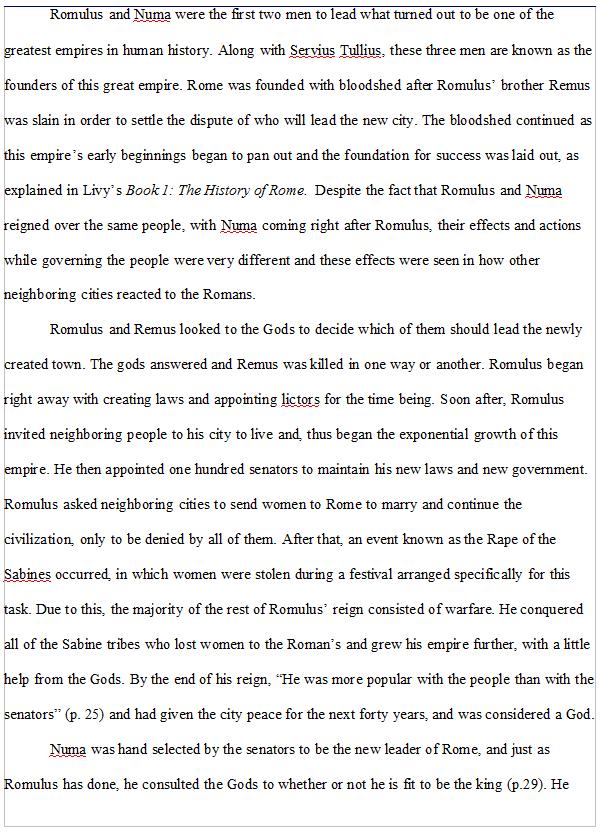 Romulus and Numa were the first two men to lead what turned out to be one of the
greatest empires in human history. Along with Servius Tullius, these three men are known as the
founders of this great empire. Rome was founded with bloodshed after Romulus’ brother Remus
was slain in order to settle the dispute of who will lead the new city. The bloodshed continued as
this empire’s early beginnings began to pan out and the foundation for success was laid out, as
explained in Livy’s Book 1: The History of Rome. Despite the fact that Romulus and Numa
reigned over the same people, with Numa coming right after Romulus, their effects and actions
while governing the people were very different and these effects were seen in how other
neighboring cities reacted to the Romans.
Romulus and Remus looked to the Gods to decide which of them should lead the newly
created town. The gods answered and Remus was killed in one way or another. Romulus began
right away with creating laws and appointing lictors for the time being. Soon after, Romulus
invited neighboring people to his city to live and, thus began the exponential growth of this
empire. He then appointed one hundred senators to maintain his new laws and new government.
Romulus asked neighboring cities to send women to Rome to marry and continue the
civilization, only to be denied by all of them. After that, an event known as the Rape of the
Sabines occurred, in which women were stolen during a festival arranged specifically for this
task. Due to this, the majority of the rest of Romulus’ reign consisted of warfare. He conquered
all of the Sabine tribes who lost women to the Roman’s and grew his empire further, with a little
help from the Gods. By the end of his reign, “He was more popular with the people than with the
senators” (p. 25) and had given the city peace for the next forty years, and was considered a God.
Numa was hand selected by the senators to be the new leader of Rome, and just as
Romulus has done, he consulted the Gods to whether or not he is fit to be the king (p.29). He